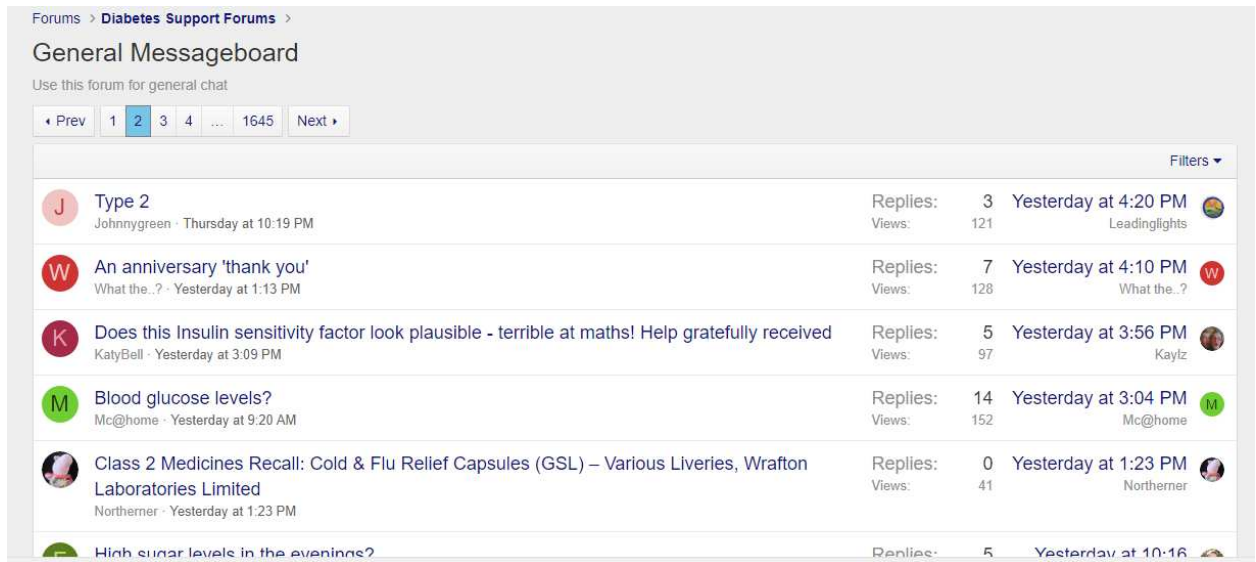 Forums > Diabetes Support Forums >
General Messageboard
Use this forum for general chat
Prev 1 2 3 4 ... 1645 Next
Filters
J Type 2 Replies: 3 Yesterday at 4:20 PM
Johnnygreen · Thursday at 10:19 PM Views: 121 Leadinglights
W An anniversary 'thank you' Replies: 7 Yesterday at 4:10 PM W
What the..? · Yesterday at 1:13 PM Views: 128 What the..?
K Does this Insulin sensitivity factor look plausible - terrible at maths! Help gratefully received Replies: 5 Yesterday at 3:56 PM
KatyBell · Yesterday at 3:09 PM Views: 97 Kaylz
M Blood glucose levels? Replies: 14 Yesterday at 3:04 PM M
Mc@home · Yesterday at 9:20 AM Views: 152 Mc@home
Class 2 Medicines Recall: Cold & Flu Relief Capsules (GSL) – Various Liveries, Wrafton Replies: 0 Yesterday at 1:23 PM
Laboratories Limited Views: 41 Northerner
Northerner · Yesterday at 1:23 PM
High sugar levels in the evenings? Replies: 5 Yesterday at 10:16